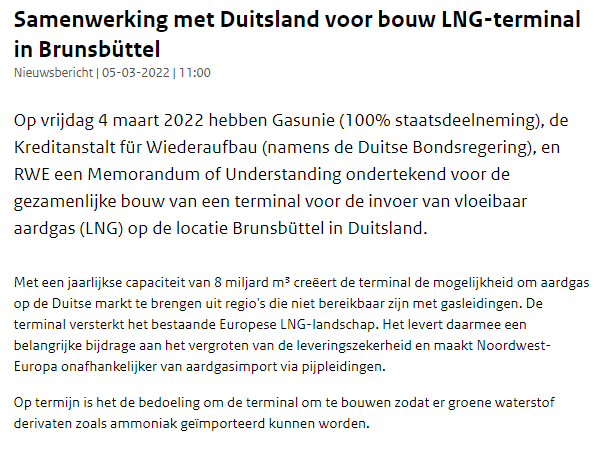 Samenwerking met Duitsland voor bouw LNG-terminal
in Brunsbüttel
Nieuwsbericht | 05-03-2022 | 11:00
Op vrijdag 4 maart 2022 hebben Gasunie (100% staatsdeelneming), de
Kreditanstalt für Wiederaufbau (namens de Duitse Bondsregering), en
RWE een Memorandum of Understanding ondertekend voor de
gezamenlijke bouw van een terminal voor de invoer van vloeibaar
aardgas (LNG) op de locatie Brunsbüttel in Duitsland.
Met een jaarlijkse capaciteit van 8 miljard m³ creëert de terminal de mogelijkheid om aardgas
op de Duitse markt te brengen uit regio's die niet bereikbaar zijn met gasleidingen. De
terminal versterkt het bestaande Europese LNG-landschap. Het levert daarmee een
belangrijke bijdrage aan het vergroten van de leveringszekerheid en maakt Noordwest-
Europa onafhankelijker van aardgasimport via pijpleidingen.
Op termijn is het de bedoeling om de terminal om te bouwen zodat er groene waterstof
derivaten zoals ammoniak geïmporteerd kunnen worden.